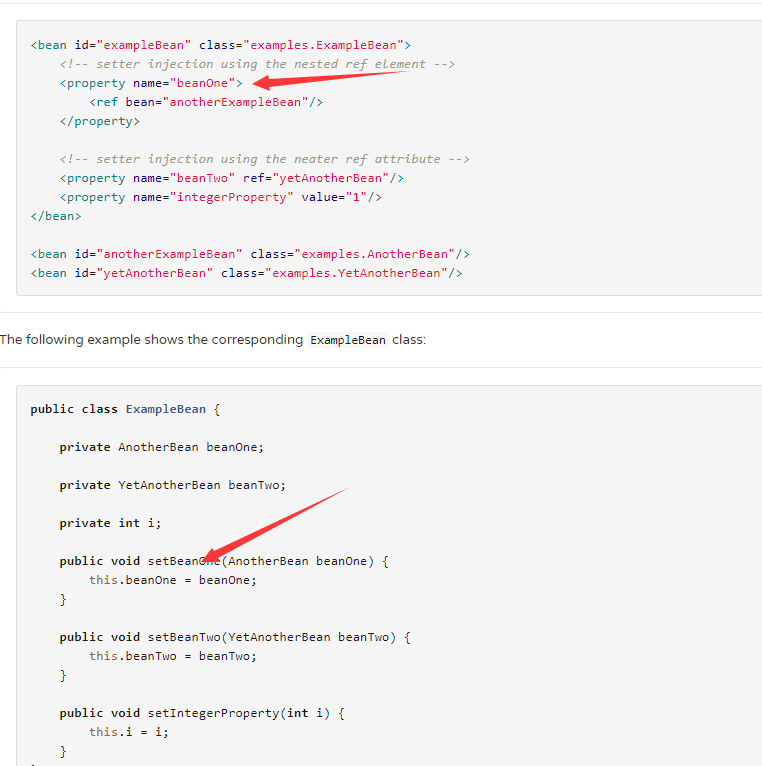 <bean id="exampleBean" class="examples.ExampleBean">
<!-- setter injection using the nested ref element -->
<property name="beanOne">
<ref bean="anotherExampleBean"/>
</property>
<!-- setter injection using the neater ref attribute -->
<property name="beanTwo" ref="yetAnotherBean"/>
<property name="integerProperty" value="1"/>
</bean>
<bean id="anotherExampleBean" class="examples.AnotherBean"/>
<bean id="yetAnotherBean" class="examples.YetAnotherBean"/>
The following example shows the corresponding ExampleBean class:
public class ExampleBean {
private AnotherBean beanOne;
private YetAnotherBean beanTwo;
private int i;
public void setBeanOne(AnotherBean beanOne) {
this.beanOne = beanOne;
}
public void setBeanTwo(YetAnotherBean beanTwo) {
this.beanTwo = beanTwo;
}
public void setIntegerProperty(int i) {
this.i = i;
}